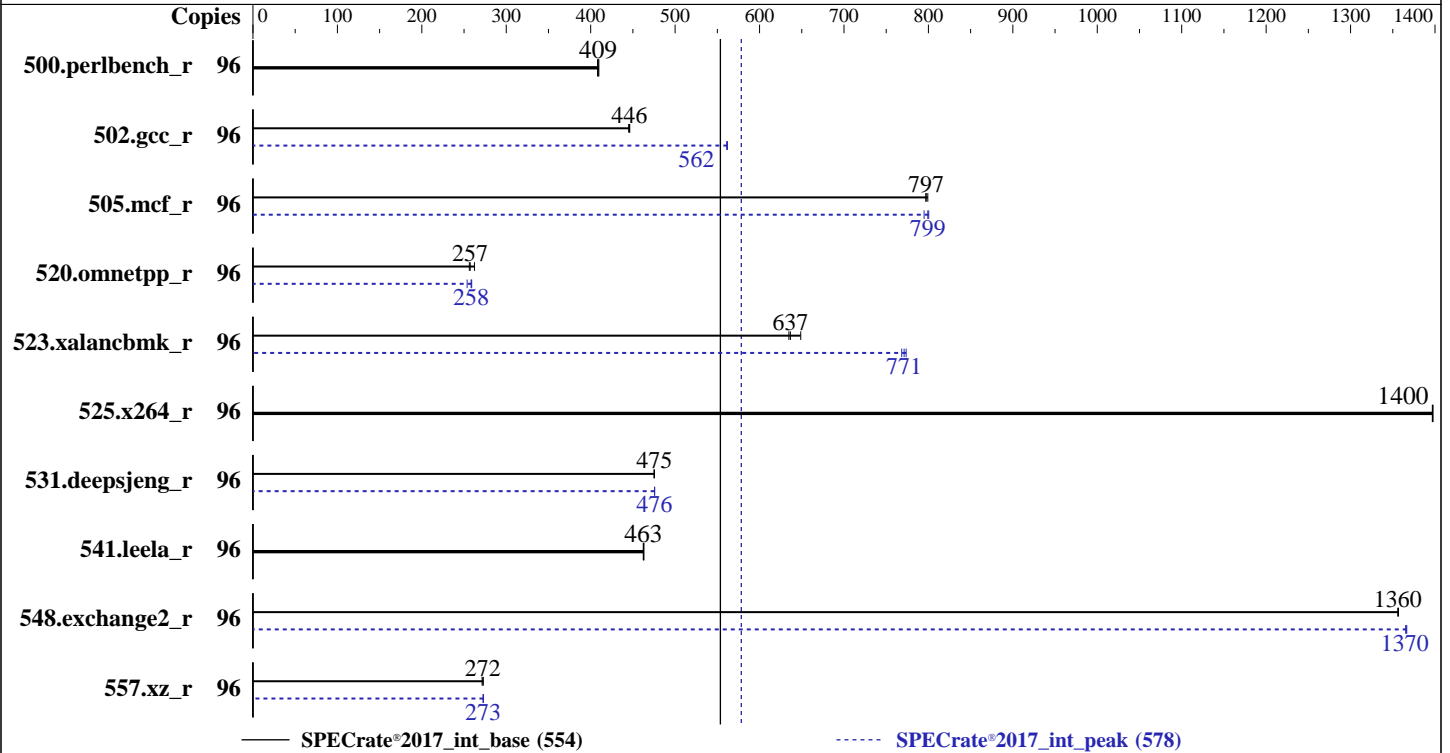 Copies 0 100 200 300 400 500 600 700 800 900 1000 1100 1200 1300 1400
500.perlbench_r 96 409
502.gcc_r 96 446
562
505.mcf_r 96 797
799
520.omnetpp_r 96 257
258
523.xalancbmk_r 96 637
771
525.x264_r 96 1400
531.deepsjeng_r 96 475
476
541.leela_r 96 463
548.exchange2_r 96 1360
1370
557.xz_r 96 272
273
SPECrate®2017_int_base (554) SPECrate®2017_int_peak (578)